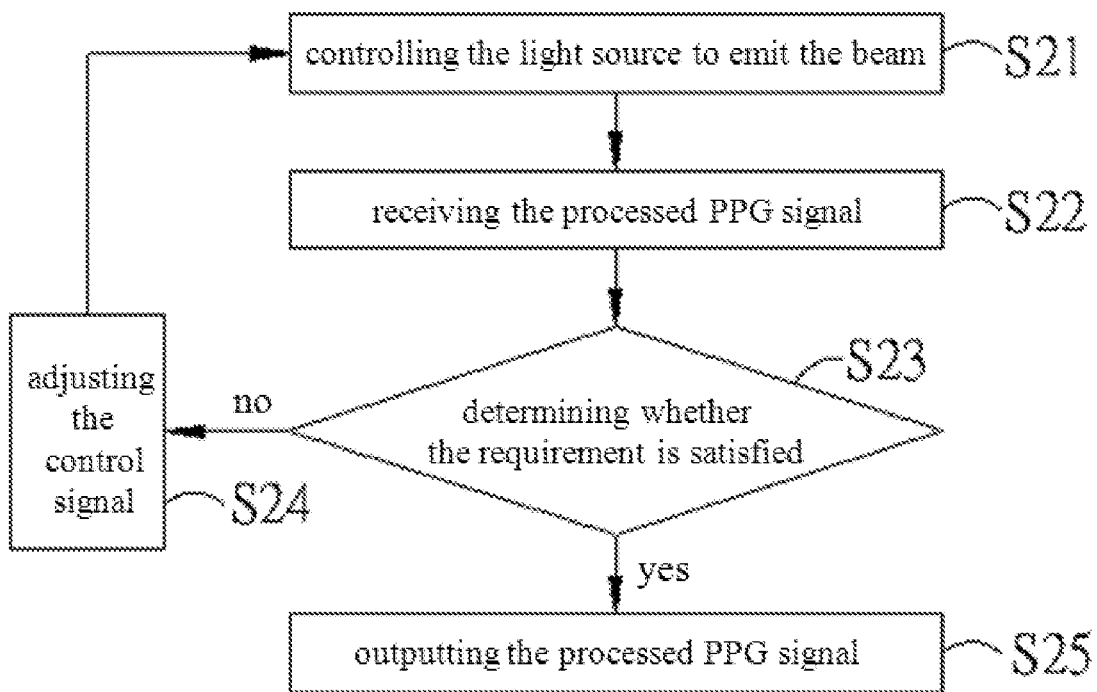 controlling the light source to emit the beam
S21
receiving the processed PPG signal
S22
S23
determining whether
the requirement is satisfied
no
adjusting
the
control
signal
S24
yes
outputting the processed PPG signal
S25